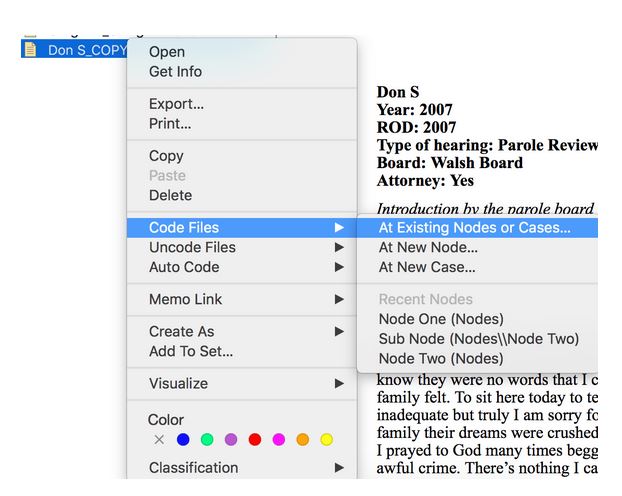 Don S_COPY
Open
Get Info
Export...
Print...
Copy
Paste
Delete
Code Files
Uncode Files
Auto Code
Memo Link
Create As
Add To Set...
Visualize
Color
Classification
At Existing Nodes or Cases...
At New Node...
At New Case...
Recent Nodes
Node One (Nodes)
Sub Node (Nodes\\Node Two)
Node Two (Nodes)
Don S
Year: 2007
ROD: 2007
Type of hearing: Parole Review
Board: Walsh Board
Attorney: Yes
Introduction by the parole board
know they were no words that I
family felt. To sit here today to
inadequate but truly I am sorry
family their dreams were crushed
I prayed to God many times
awful crime. There's nothing I